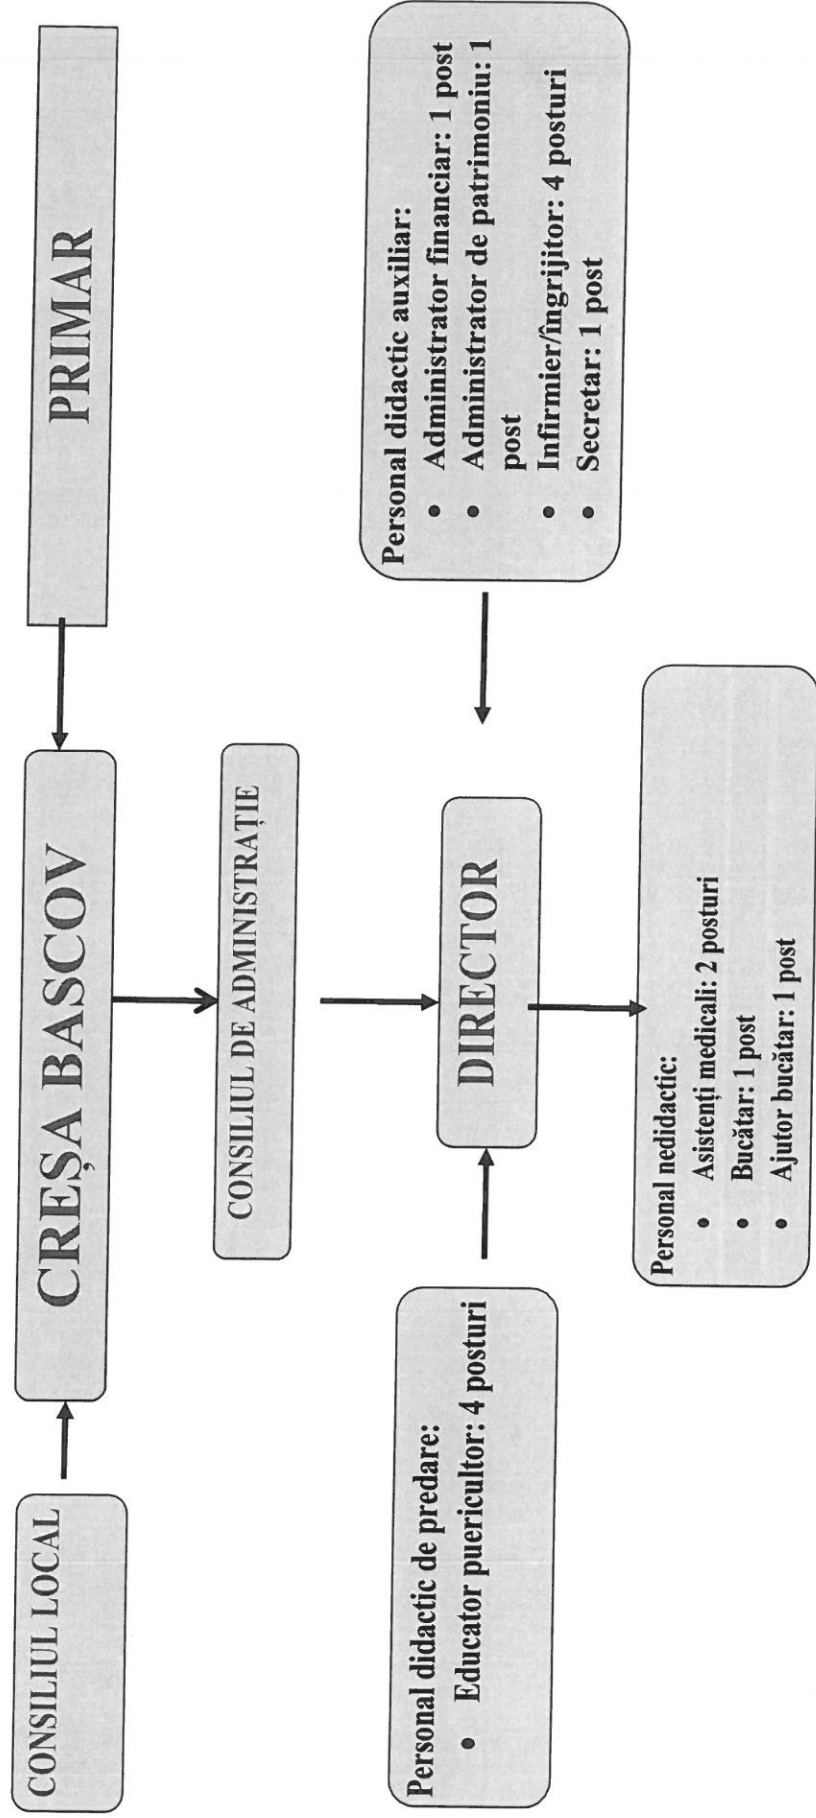 CONSILIUL LOCAL
CREȘA BASCOV
PRIMAR
CONSILIUL DE ADMINISTRAȚIE
Personal didactic de predare:
• Educator puericultor: 4 posturi
DIRECTOR
Personal didactic auxiliar:
• Administrator financiar: 1 post
• Administrator de patrimoniu: 1
post
• Infirmier/îngrijitor: 4 posturi
• Secretar: 1 post
Personal nedidactic:
• Asistenți medicali: 2 posturi
• Bucătar: 1 post
• Ajutor bucătar: 1 post